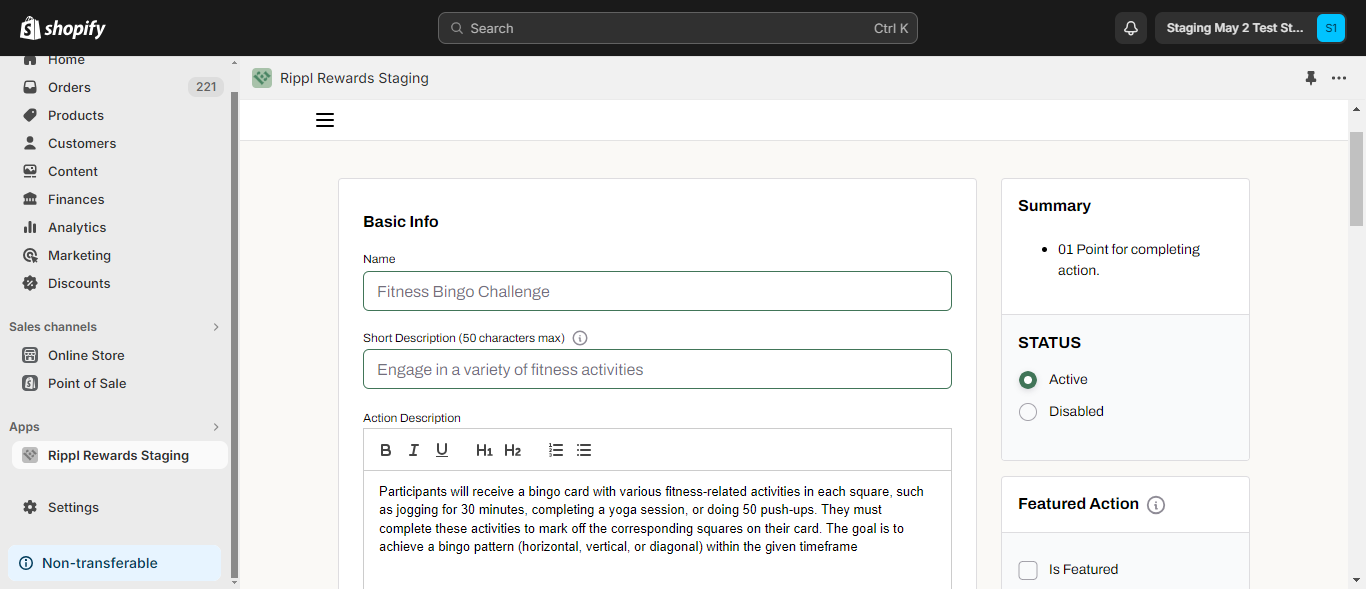 shopify
Search
Ctrl K
Staging May 2 Test St...
S1
Home
Orders
221
Products
Customers
Content
Finances
Analytics
Marketing
Discounts
Sales channels
Online Store
Point of Sale
Apps
Rippl Rewards Staging
Settings
Non-transferable
Rippl Rewards Staging
Basic Info
Name
Fitness Bingo Challenge
Short Description (50 characters max)
Engage in a variety of fitness activities
Action Description
B I U H1 H2
Participants will receive a bingo card with various fitness-related activities in each square, such
as jogging for 30 minutes, completing a yoga session, or doing 50 push-ups. They must
complete these activities to mark off the corresponding squares on their card. The goal is to
achieve a bingo pattern (horizontal, vertical, or diagonal) within the given timeframe
Summary
01 Point for completing
action.
STATUS
Active
Disabled
Featured Action
Is Featured